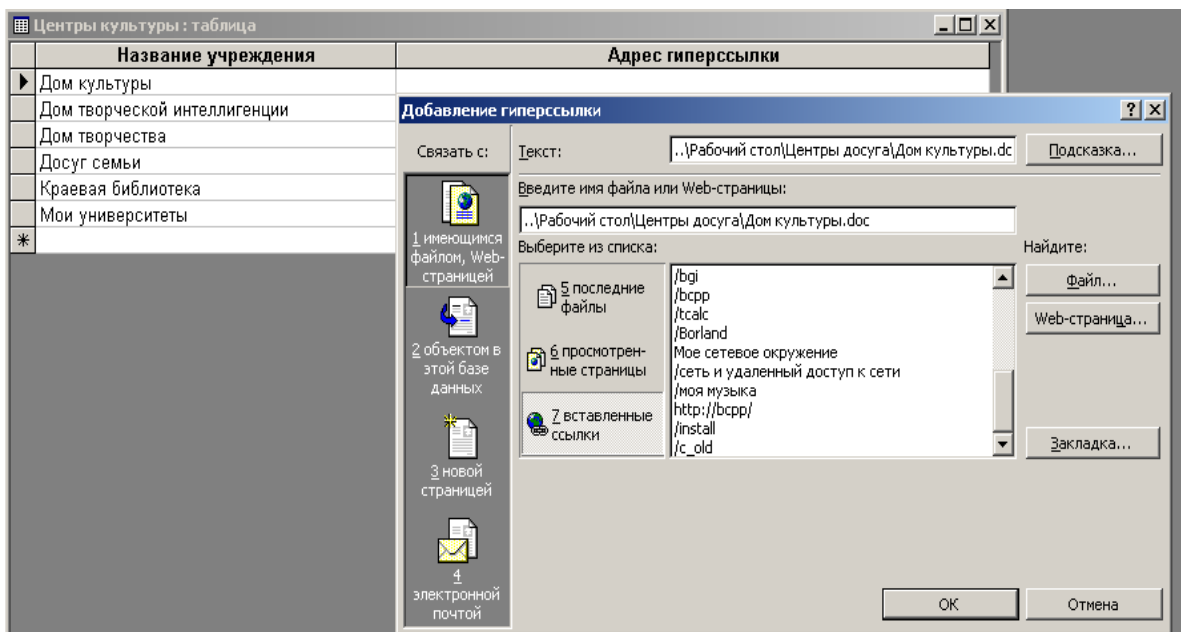 Центры культуры : таблица
Название учреждения Адрес гиперссылки
Дом культуры
Дом творческой интеллигенции
Дом творчества
Досуг семьи
Краевая библиотека
Мои университеты
Добавление гиперссылки
Связать с:
Текст: ..\Рабочий стол\Центры досуга\Дом культуры.dc Подсказка...
Введите имя файла или Web-страницы:
..\Рабочий стол\Центры досуга\Дом культуры.doc
Выберите из списка: Найдите:
1 имеющимся
файлом, Web-
страницей
2 объектом в
этой базе
данных
3 новой
страницей
4
электронной
почтой
5 последние
файлы
6 просмотрен-
ные страницы
7 вставленные
ссылки
/bgi
/bcpp
/tcalc
/Borland
Мое сетевое окружение
/сеть и удаленный доступ к сети
/моя музыка
http://bcpp/
/install
/c_old
Файл...
Web-страница...
Закладка...
ОК Отмена